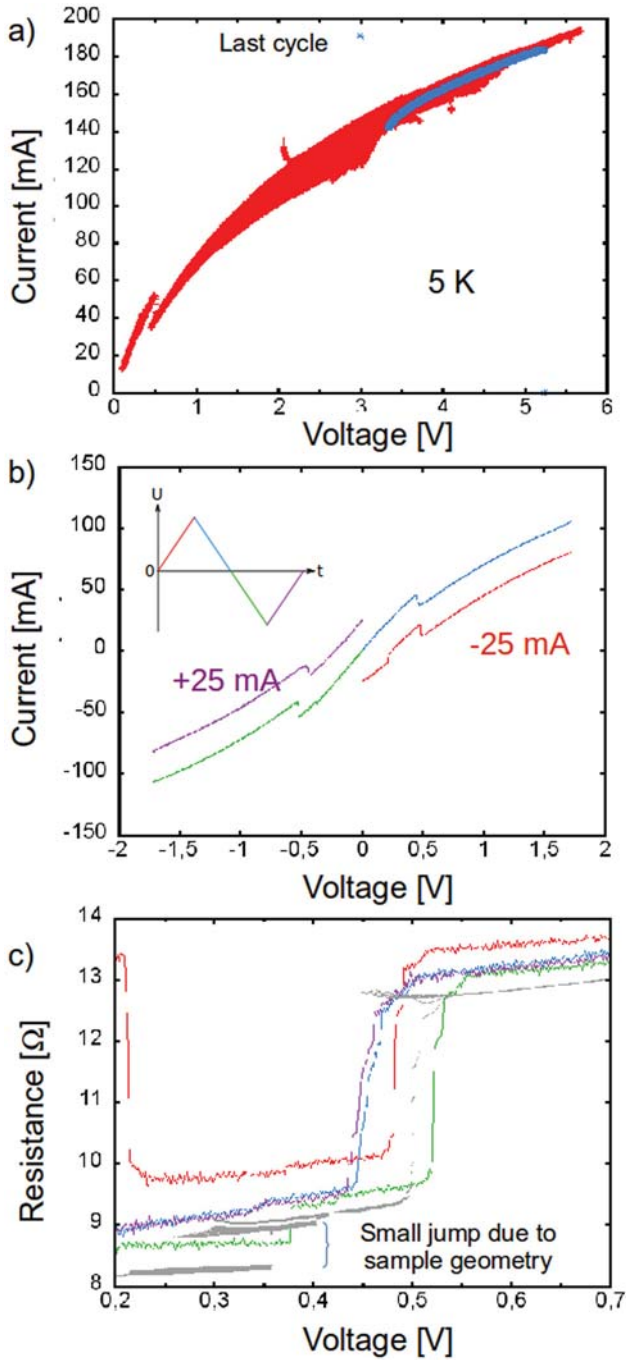 a)
200
180
160
140
120
100
80
60
40
20
0
Current [mA]
Last cycle
5 K
0
1
2
3
4
5
6
Voltage [V]
b)
150
100
50
0
-50
-100
-150
Current [mA]
U
0
t
+25 mA
-25 mA
-2
-1,5
-1
-0,5
0
0,5
1
1,5
2
Voltage [V]
c)
14
13
12
11
10
9
8
Resistance [Ω]
Small jump due to
sample geometry
0,2
0,3
0,4
0,5
0,6
0,7
Voltage [V]